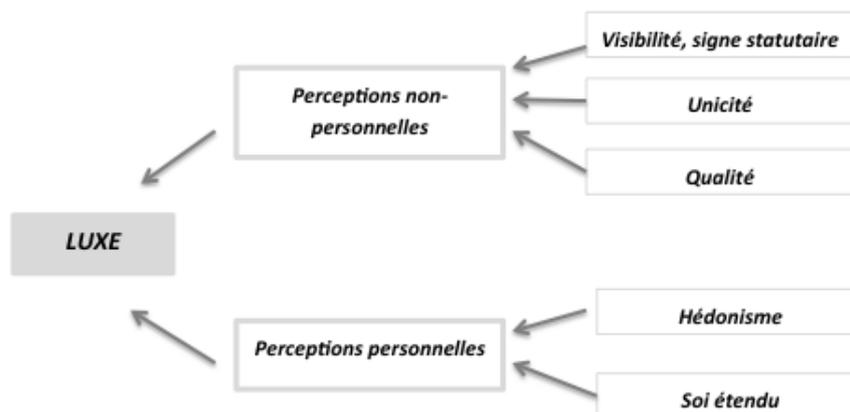 Visibilité, signe statutaire
Perceptions non-
personnelles
Unicité
Qualité
LUXE
Hédonisme
Perceptions personnelles
Soi étendu